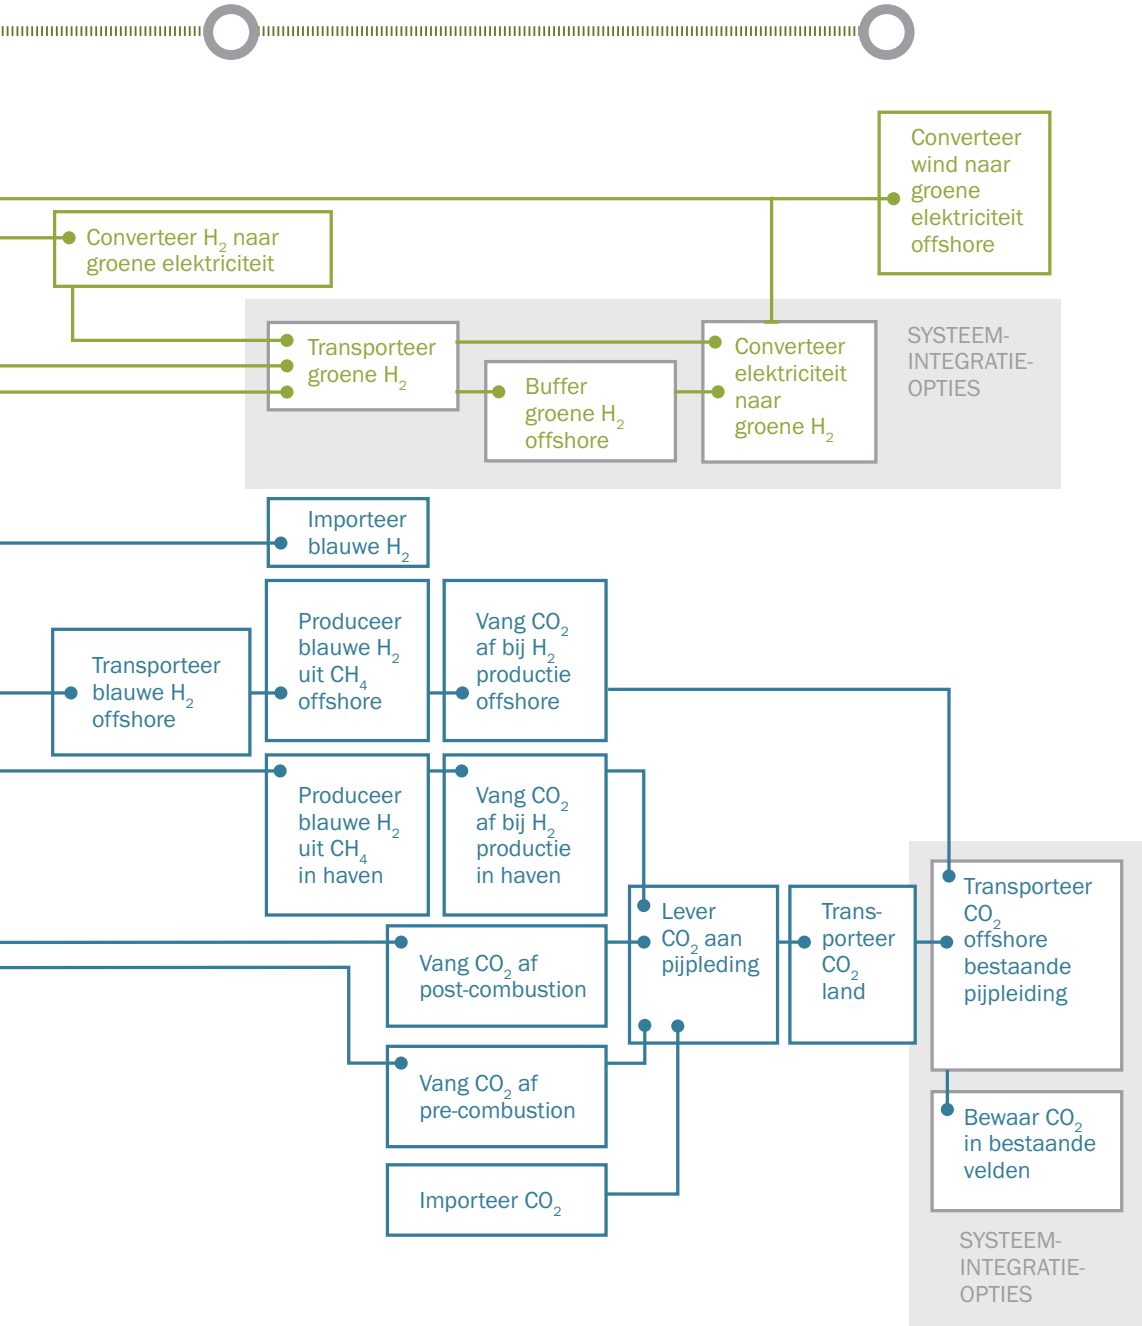 Converteer
wind naar
groene
elektriciteit
offshore
Converteer H₂ naar
groene elektriciteit
Transporteer
groene H₂
Buffer
groene H₂
offshore
Converteer
elektriciteit
naar
groene H₂
SYSTEEM-
INTEGRATIE-
OPTIES
Importeer
blauwe H₂
Transporteer
blauwe H₂
offshore
Produceer
blauwe H₂
uit CH₄
offshore
Vang CO₂
af bij H₂
productie
offshore
Produceer
blauwe H₂
uit CH₄
in haven
Vang CO₂
af bij H₂
productie
in haven
Lever
CO₂ aan
pijpleding
Trans-
porteer
CO₂
land
Transporteer
CO₂
offshore
bestaande
pijpleiding
Vang CO₂ af
post-combustion
Vang CO₂ af
pre-combustion
Importeer CO₂
Bewaar CO₂
in bestaande
velden
SYSTEEM-
INTEGRATIE-
OPTIES